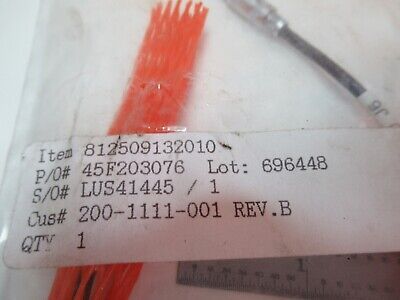 Item 812509132010
P/O# 45F203076 Lot: 696448
S/O# LUS41445 / 1
Cus# 200-1111-001 REV.B
QTY 1